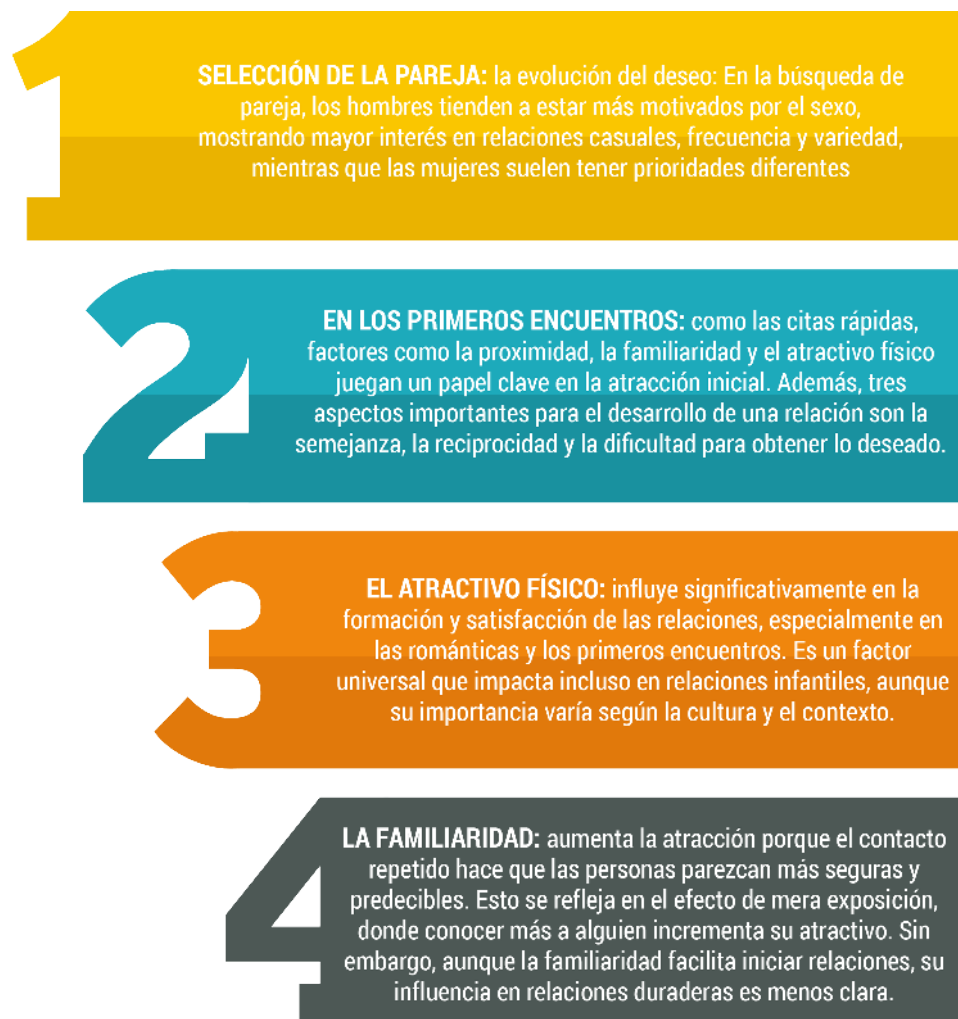 1
SELECCIÓN DE LA PAREJA: la evolución del deseo: En la búsqueda de
pareja, los hombres tienden a estar más motivados por el sexo,
mostrando mayor interés en relaciones casuales, frecuencia y variedad,
mientras que las mujeres suelen tener prioridades diferentes
2
EN LOS PRIMEROS ENCUENTROS: como las citas rápidas,
factores como la proximidad, la familiaridad y el atractivo físico
juegan un papel clave en la atracción inicial. Además, tres
aspectos importantes para el desarrollo de una relación son la
semejanza, la reciprocidad y la dificultad para obtener lo deseado.
3
EL ATRACTIVO FÍSICO: influye significativamente en la
formación y satisfacción de las relaciones, especialmente en
las románticas y los primeros encuentros. Es un factor
universal que impacta incluso en relaciones infantiles, aunque
su importancia varía según la cultura y el contexto.
4
LA FAMILIARIDAD: aumenta la atracción porque el contacto
repetido hace que las personas parezcan más seguras y
predecibles. Esto se refleja en el efecto de mera exposición,
donde conocer más a alguien incrementa su atractivo. Sin
embargo, aunque la familiaridad facilita iniciar relaciones, su
influencia en relaciones duraderas es menos clara.